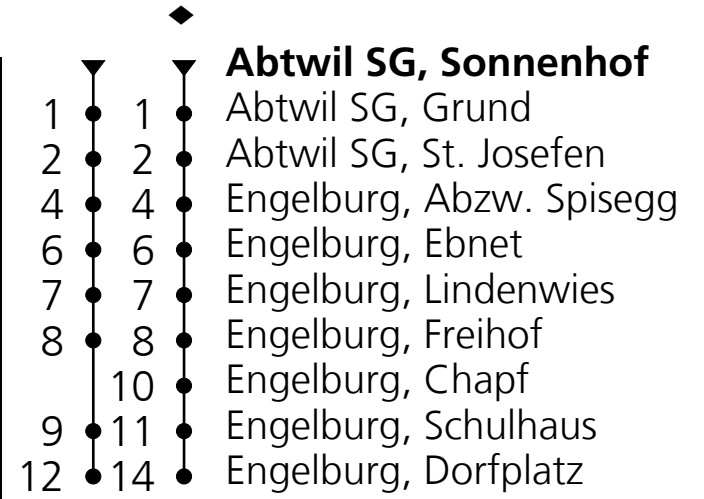 Abtwil SG, Sonnenhof
1 1 Abtwil SG, Grund
2 2 Abtwil SG, St. Josefen
4 4 Engelburg, Abzw. Spisegg
6 6 Engelburg, Ebnet
7 7 Engelburg, Lindenwies
8 8 Engelburg, Freihof
10 Engelburg, Chapf
9 11 Engelburg, Schulhaus
12 14 Engelburg, Dorfplatz